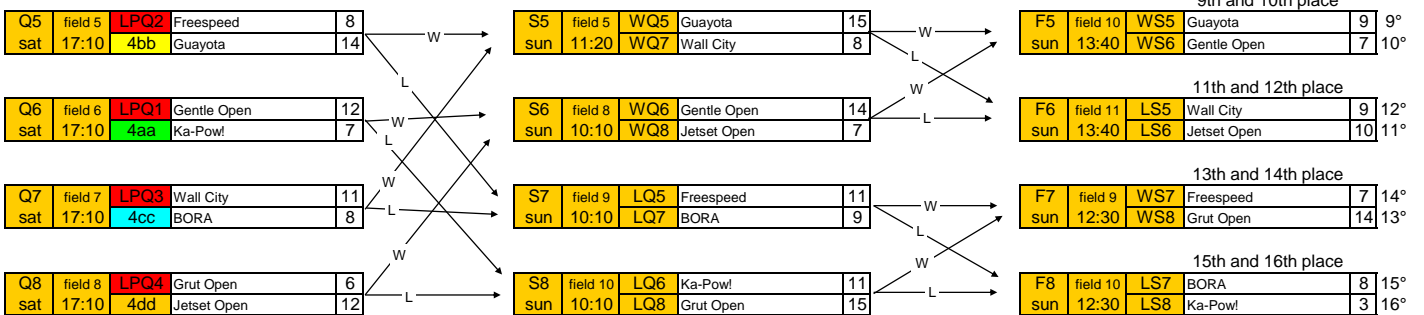 9th and 10th place
Q5 field 5 LPQ2 Freespeed 8 S5 field 5 WQ5 Guayota 15 F5 field 10 WS5 Guayota 9 9°
sat 17:10 4bb Guayota 14 W sun 11:20 WQ7 Wall City 8 W sun 13:40 WS6 Gentle Open 7 10°
L L
W 11th and 12th place
Q6 field 6 LPQ1 Gentle Open 12 S6 field 8 WQ6 Gentle Open 14 F6 field 11 LS5 Wall City 9 12°
sat 17:10 4aa Ka-Pow! 7 W sun 10:10 WQ8 Jetset Open 7 L sun 13:40 LS6 Jetset Open 10 11°
L
W 13th and 14th place
Q7 field 7 LPQ3 Wall City 11 S7 field 9 LQ5 Freespeed 11 F7 field 9 WS7 Freespeed 7 14°
sat 17:10 4cc BORA 8 L sun 10:10 LQ7 BORA 9 W sun 12:30 WS8 Grut Open 14 13°
L
W W 15th and 16th place
Q8 field 8 LPQ4 Grut Open 6 S8 field 10 LQ6 Ka-Pow! 11 F8 field 10 LS7 BORA 8 15°
sat 17:10 4dd Jetset Open 12 L sun 10:10 LQ8 Grut Open 15 L sun 12:30 LS8 Ka-Pow! 3 16°